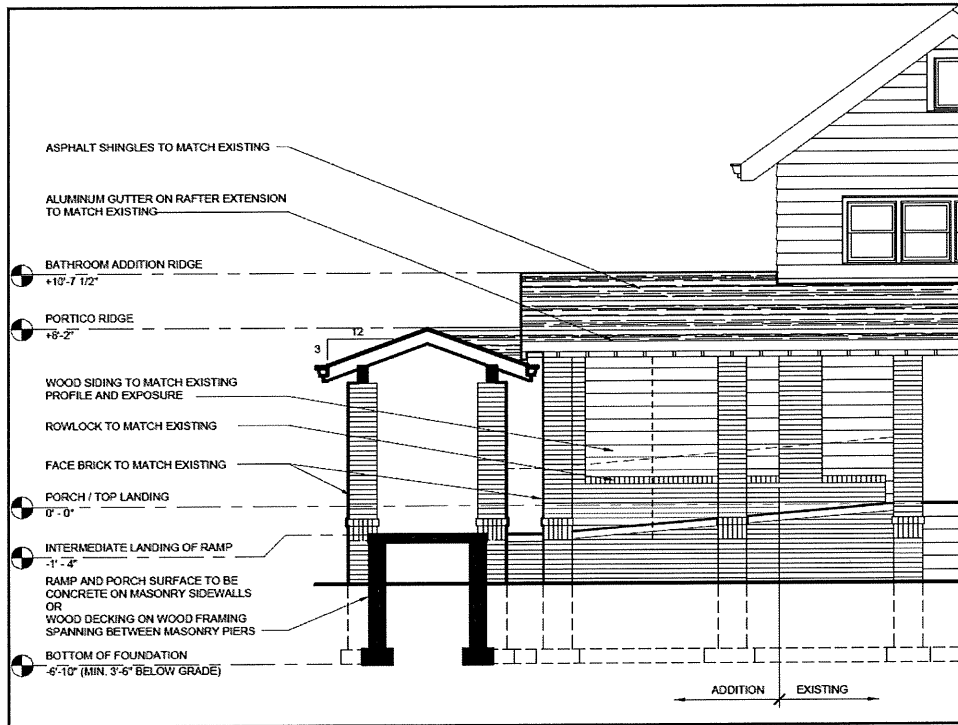 ASPHALT SHINGLES TO MATCH EXISTING
ALUMINUM GUTTER ON RAFTER EXTENSION
TO MATCH EXISTING
BATHROOM ADDITION RIDGE
+10'-7 1/2"
PORTICO RIDGE
+8'-2"
12
3
WOOD SIDING TO MATCH EXISTING
PROFILE AND EXPOSURE
ROWLOCK TO MATCH EXISTING
FACE BRICK TO MATCH EXISTING
PORCH / TOP LANDING
0' - 0"
INTERMEDIATE LANDING OF RAMP
-1' - 4"
RAMP AND PORCH SURFACE TO BE
CONCRETE ON MASONRY SIDEWALLS
OR
WOOD DECKING ON WOOD FRAMING
SPANNING BETWEEN MASONRY PIERS
BOTTOM OF FOUNDATION
-6'-10" (MIN. 3'-6" BELOW GRADE)
ADDITION EXISTING